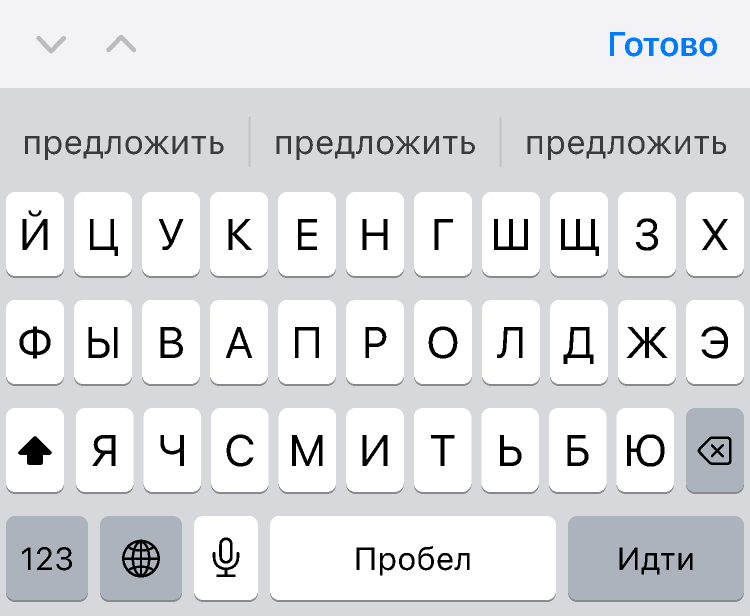 Готово
предложить предложить предложить
Й Ц У К Е Н Г Ш Щ З Х
Ф Ы В А П Р О Л Д Ж Э
Я Ч С М И Т Ь Б Ю
123 Пробел Идти